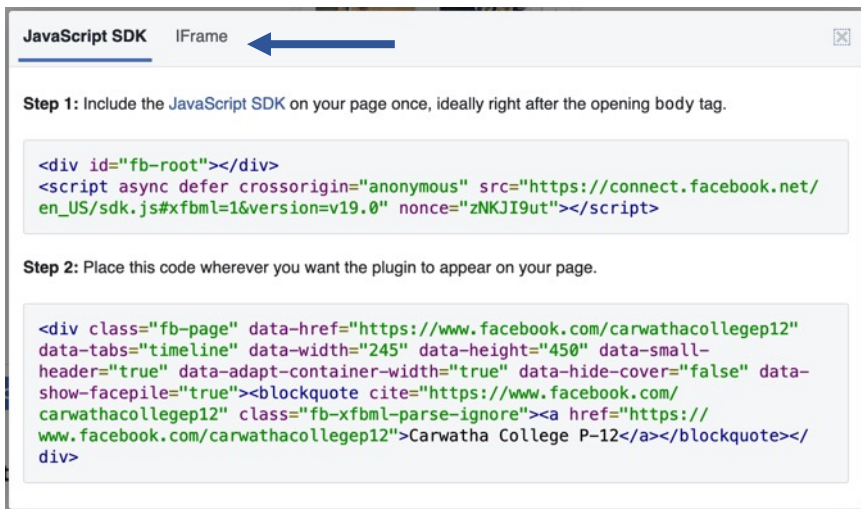 JavaScript SDK IFrame
Step 1: Include the JavaScript SDK on your page once, ideally right after the opening body tag.
<div id="fb-root"></div>
<script async defer crossorigin="anonymous" src="https://connect.facebook.net/
en_US/sdk.js#xfbml=1&version=v19.0" nonce="zNKJI9ut"></script>
Step 2: Place this code wherever you want the plugin to appear on your page.
<div class="fb-page" data-href="https://www.facebook.com/carwathacollegep12"
data-tabs="timeline" data-width="245" data-height="450" data-small-
header="true" data-adapt-container-width="true" data-hide-cover="false" data-
show-facepile="true"><blockquote cite="https://www.facebook.com/
carwathacollegep12" class="fb-xfbml-parse-ignore"><a href="https://
www.facebook.com/carwathacollegep12">Carwatha College P-12</a></blockquote></
div>